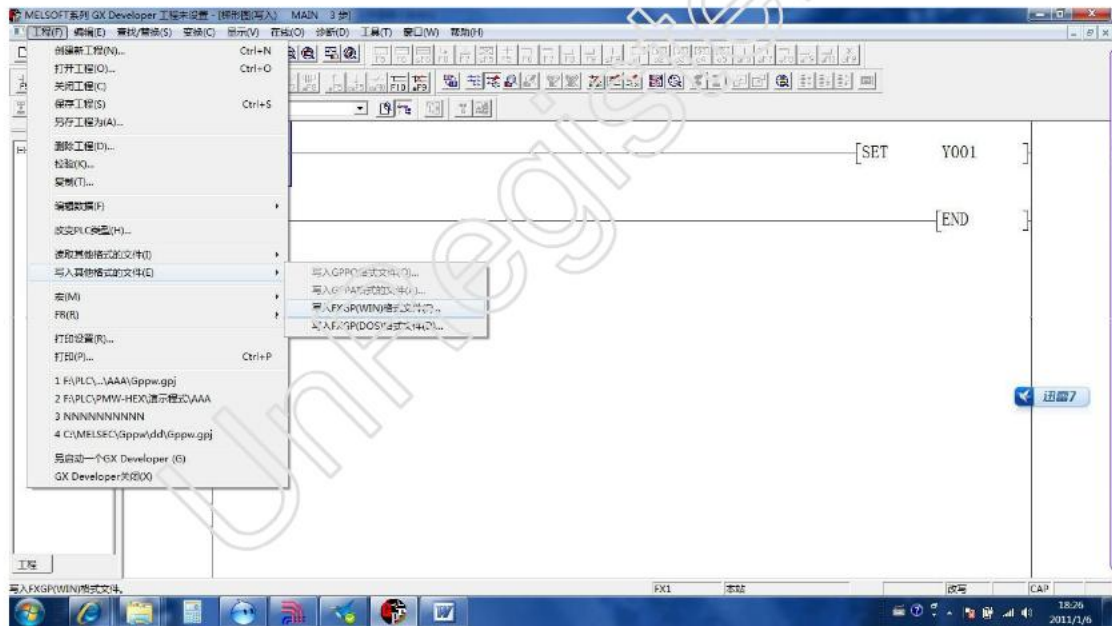 MELSOFT系列 GX Developer 工程未设置 - [梯形图(写入) MAIN 3 步]
工程(F) 编辑(E) 查找/替换(S) 变换(C) 显示(V) 在线(O) 诊断(D) 工具(T) 窗口(W) 帮助(H)
创建新工程(N)... Ctrl+N
打开工程(O)... Ctrl+O
关闭工程(C)
保存工程(S) Ctrl+S
另存工程为(A)...
删除工程(D)...
校验(K)...
复制(T)...
编辑数据(F)
改变PLC类型(H)...
读取其他格式的文件(I)
写入其他格式的文件(E)
写入GPPQ格式文件(Q)...
写入GPPA格式的文件(A)...
写入FXGP(WIN)格式文件(F)...
写入FXGP(DOS)格式文件(D)...
宏(M)
FB(R)
打印设置(R)...
打印(P)... Ctrl+P
1 F:\PLC\...\AAA\Gppw.gpj
2 F:\PLC\PMW-HEX\演示程式\AAA
3 NNNNNNNNNN
4 C:\MELSEC\Gppw\dd\Gppw.gpj
另启动一个GX Developer (G)
GX Developer关闭(X)
SET Y001
END
迅雷7
工程
写入FXGP(WIN)格式文件。 FX1 本站 改写 CAP
18:26
2011/1/6
UnRegistered